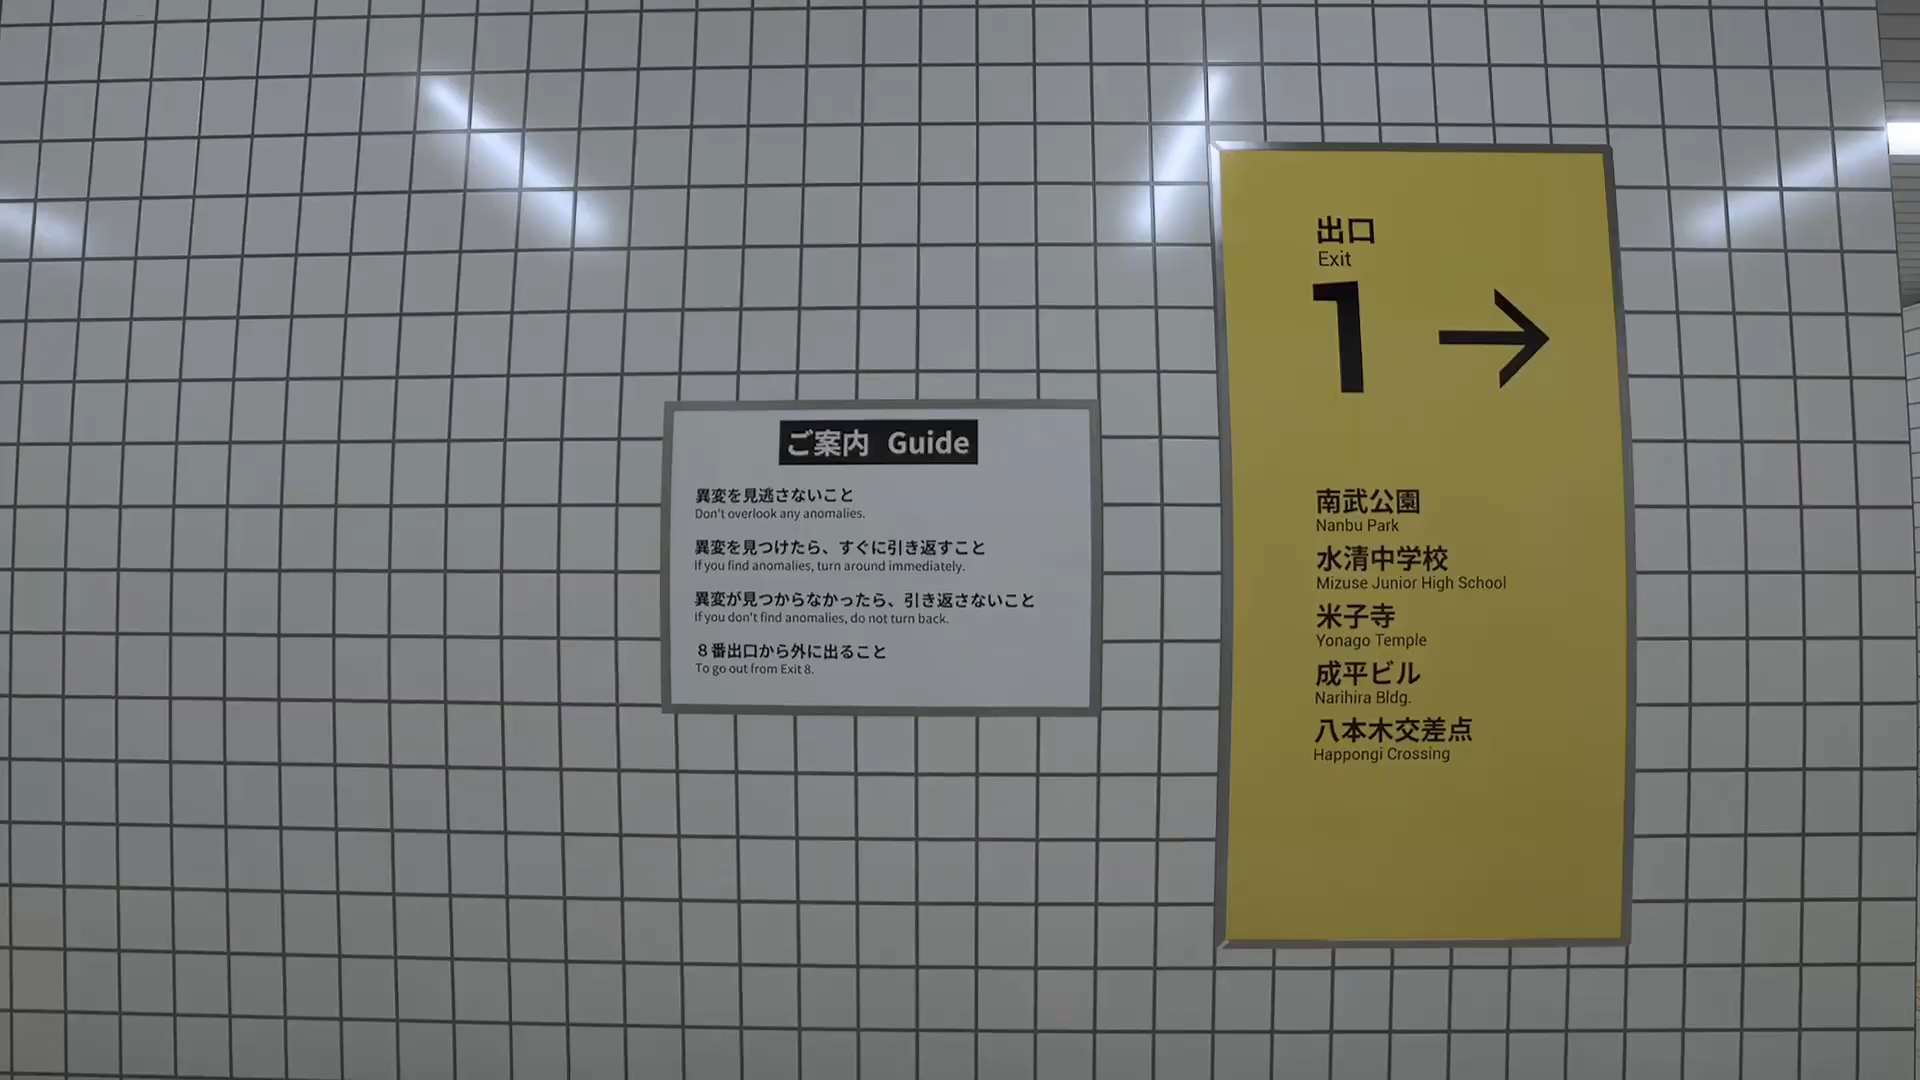 ご案内 Guide
異変を見逃さないこと
Don't overlook any anomalies.
異変を見つけたら、すぐに引き返すこと
If you find anomalies, turn around immediately.
異変が見つからなかったら、引き返さないこと
If you don't find anomalies, do not turn back.
８番出口から外に出ること
To go out from Exit 8.
出口
Exit
1 →
南武公園
Nanbu Park
水清中学校
Mizuse Junior High School
米子寺
Yonago Temple
成平ビル
Narihira Bldg.
八本木交差点
Happongi Crossing